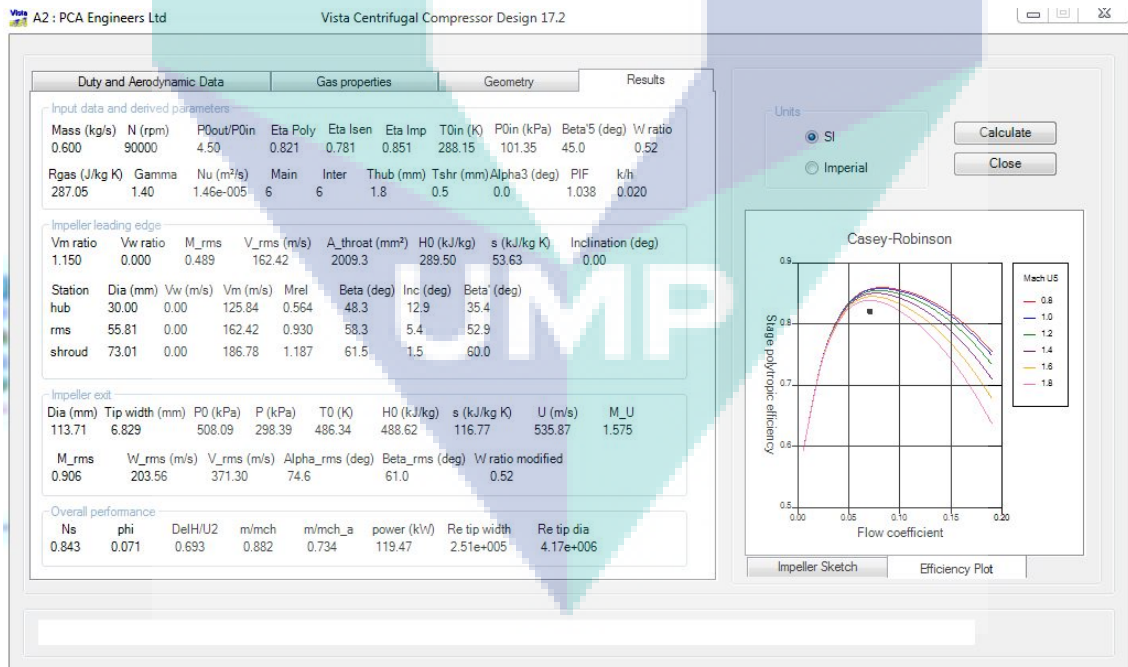 Vista A2 : PCA Engineers Ltd Vista Centrifugal Compressor Design 17.2
Duty and Aerodynamic Data Gas properties Geometry Results
Input data and derived parameters
Mass (kg/s) N (rpm) P0out/P0in Eta Poly Eta Isen Eta Imp T0in (K) P0in (kPa) Beta'5 (deg) W ratio
0.600 90000 4.50 0.821 0.781 0.851 288.15 101.35 45.0 0.52
Rgas (J/kg K) Gamma Nu (m²/s) Main Inter Thub (mm) Tshr (mm) Alpha3 (deg) PIF k/h
287.05 1.40 1.46e-005 6 6 1.8 0.5 0.0 1.038 0.020
Impeller leading edge
Vm ratio Vw ratio M_rms V_rms (m/s) A_throat (mm²) H0 (kJ/kg) s (kJ/kg K) Inclination (deg)
1.150 0.000 0.489 162.42 2009.3 289.50 53.63 0.00
Station Dia (mm) Vw (m/s) Vm (m/s) Mrel Beta (deg) Inc (deg) Beta' (deg)
hub 30.00 0.00 125.84 0.564 48.3 12.9 35.4
rms 55.81 0.00 162.42 0.930 58.3 5.4 52.9
shroud 73.01 0.00 186.78 1.187 61.5 1.5 60.0
Impeller exit
Dia (mm) Tip width (mm) P0 (kPa) P (kPa) T0 (K) H0 (kJ/kg) s (kJ/kg K) U (m/s) M_U
113.71 6.829 508.09 298.39 486.34 488.62 116.77 535.87 1.575
M_rms W_rms (m/s) V_rms (m/s) Alpha_rms (deg) Beta_rms (deg) W ratio modified
0.906 203.56 371.30 74.6 61.0 0.52
Overall performance
Ns phi DelH/U2 m/mch m/mch_a power (kW) Re tip width Re tip dia
0.843 0.071 0.693 0.882 0.734 119.47 2.51e+005 4.17e+006
UMP
Units
SI
Imperial
Calculate
Close
Casey-Robinson
Stage polytropic efficiency
0.9
0.8
0.7
0.6
0.5
0.00 0.05 0.10 0.15 0.20
Flow coefficient
Mach U5
0.8
1.0
1.2
1.4
1.6
1.8
Impeller Sketch Efficiency Plot